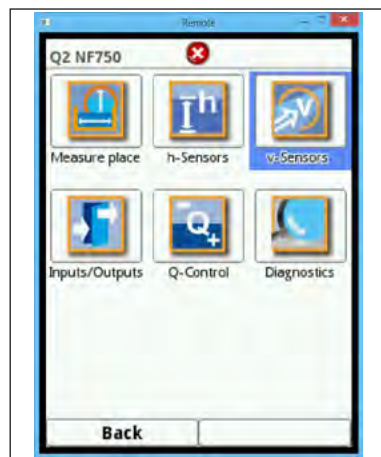 Remote
Q2 NF750
Measure place h-Sensors v-Sensors
Inputs/Outputs Q-Control Diagnostics
Back